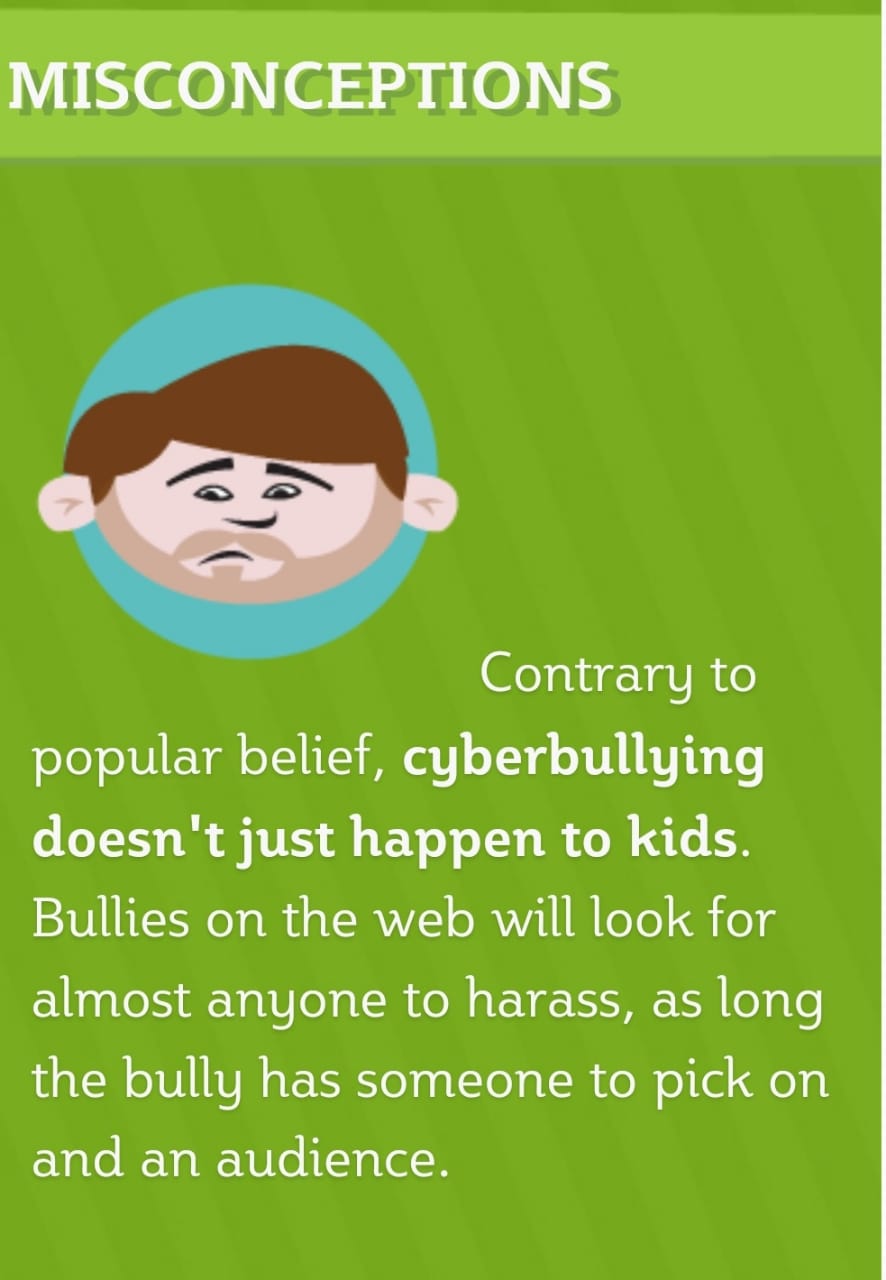 MISCONCEPTIONS
Contrary to
popular belief, cyberbullying
doesn't just happen to kids.
Bullies on the web will look for
almost anyone to harass, as long
the bully has someone to pick on
and an audience.